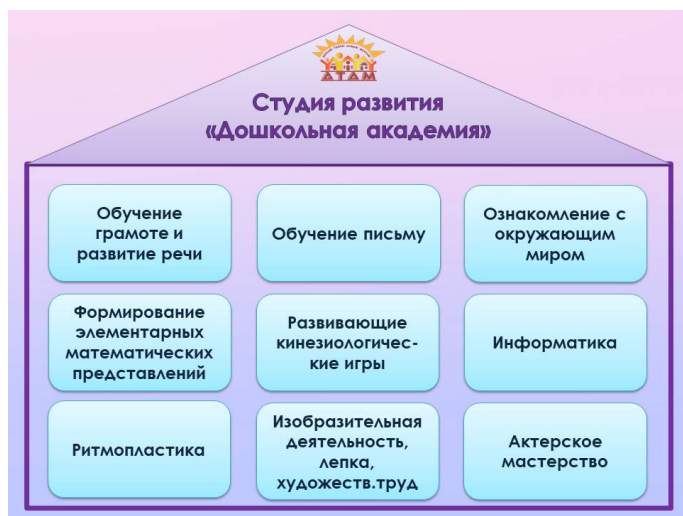 АТАМ
Студия развития
«Дошкольная академия»
Обучение
грамоте и
развитие речи
Обучение письму
Ознакомление с
окружающим
миром
Формирование
элементарных
математических
представлений
Развивающие
кинезиологичес-
кие игры
Информатика
Ритмопластика
Изобразительная
деятельность,
лепка,
художеств.труд
Актерское
мастерство